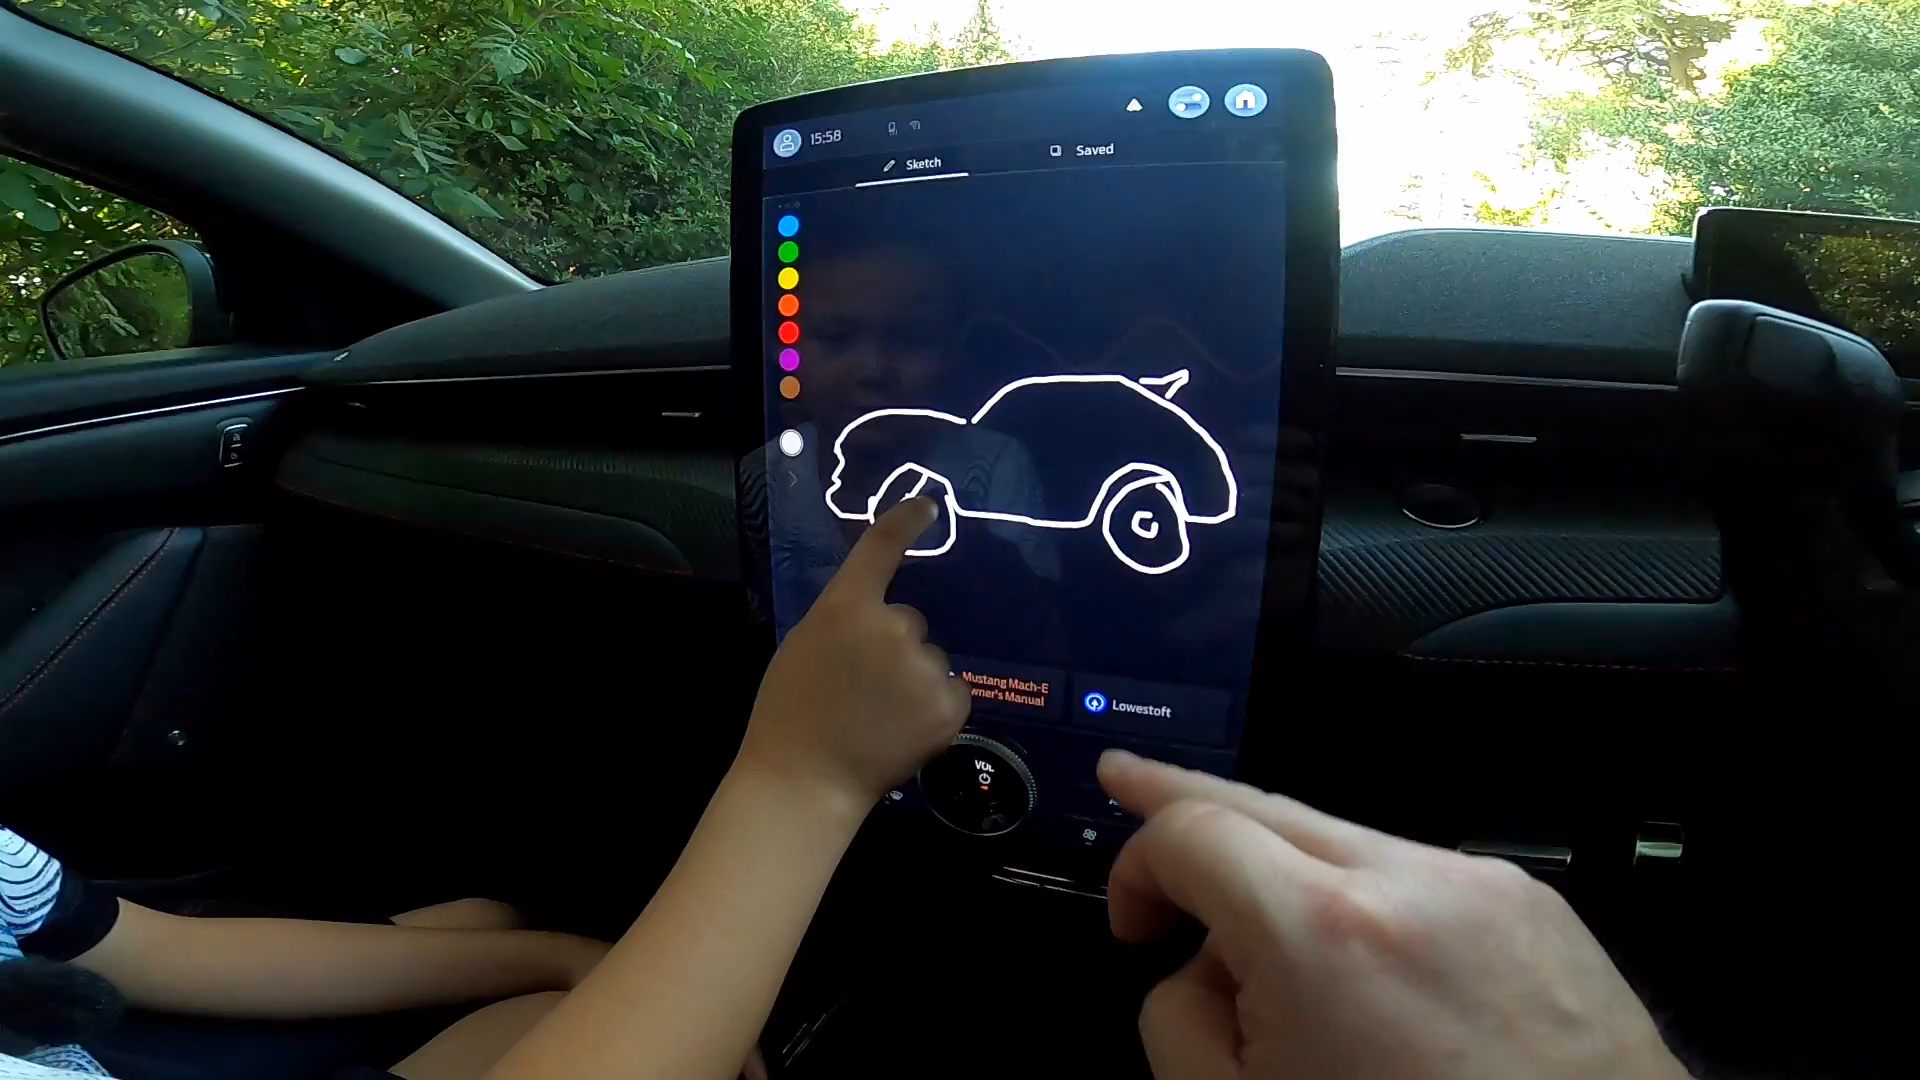 15:58
Sketch
Saved
Mustang Mach-E
wner's Manual
Lowestoft
VOL